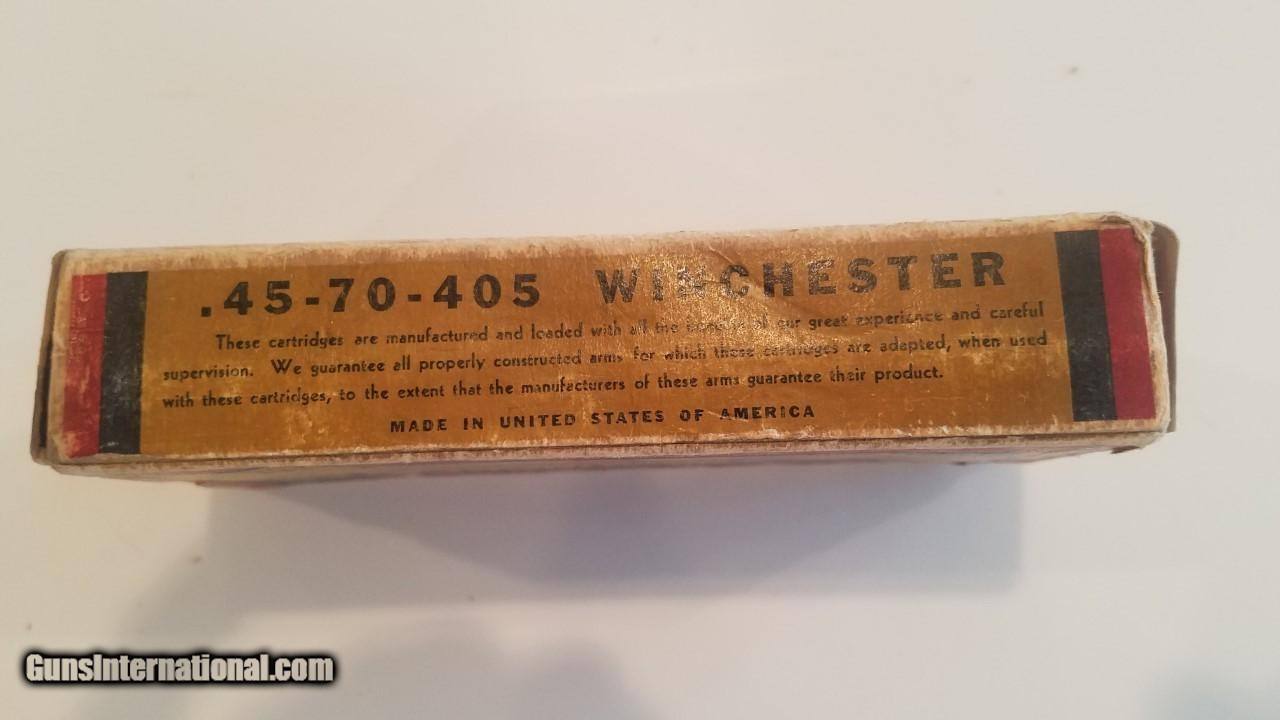 .45-70-405 WINCHESTER
These cartridges are manufactured and loaded with all the of our great experience and careful
supervision. We guarantee all properly constructed arms for which these cartridges are adapted, when used
with these cartridges, to the extent that the manufacturers of these arms guarantee their product.
MADE IN UNITED STATES OF AMERICA
GunsInternational.com